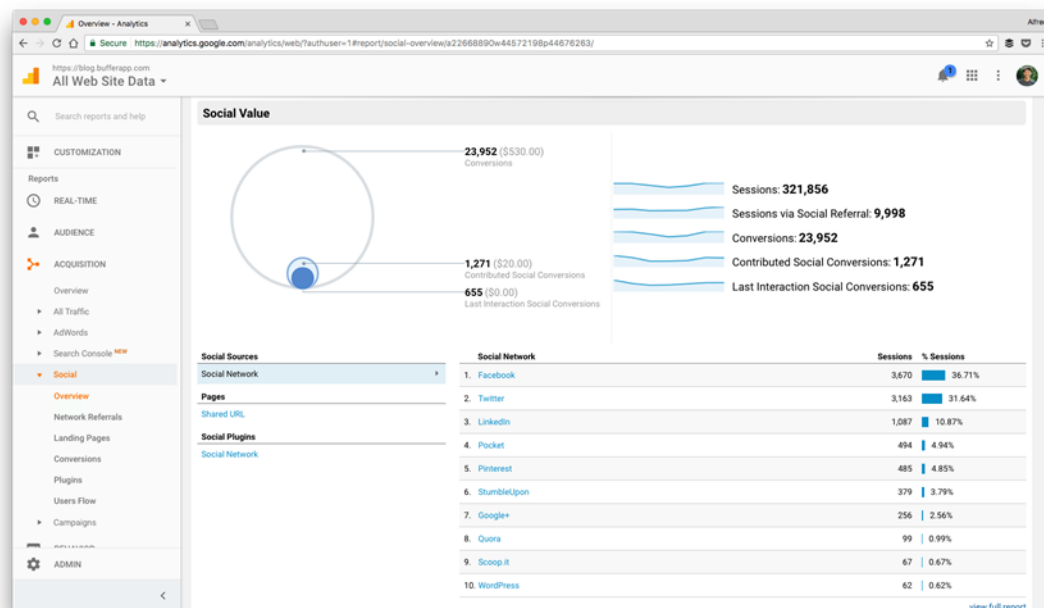 Overview - Analytics
Alfre
Secure https://analytics.google.com/analytics/web/?authuser=1#report/social-overview/a22668890w44572198p44676263/
https://blog.bufferapp.com
All Web Site Data
1
Search reports and help
CUSTOMIZATION
Reports
REAL-TIME
AUDIENCE
ACQUISITION
Overview
All Traffic
AdWords
Search Console NEW
Social
Overview
Network Referrals
Landing Pages
Conversions
Plugins
Users Flow
Campaigns
BEHAVIOR
ADMIN
Social Value
23,952 ($530.00)
Conversions
1,271 ($20.00)
Contributed Social Conversions
655 ($0.00)
Last Interaction Social Conversions
Sessions: 321,856
Sessions via Social Referral: 9,998
Conversions: 23,952
Contributed Social Conversions: 1,271
Last Interaction Social Conversions: 655
Social Sources
Social Network
Pages
Shared URL
Social Plugins
Social Network
Social Network Sessions % Sessions
1. Facebook 3,670 36.71%
2. Twitter 3,163 31.64%
3. LinkedIn 1,087 10.87%
4. Pocket 494 4.94%
5. Pinterest 485 4.85%
6. StumbleUpon 379 3.79%
7. Google+ 256 2.56%
8. Quora 99 0.99%
9. Scoop.it 67 0.67%
10. WordPress 62 0.62%
view full report